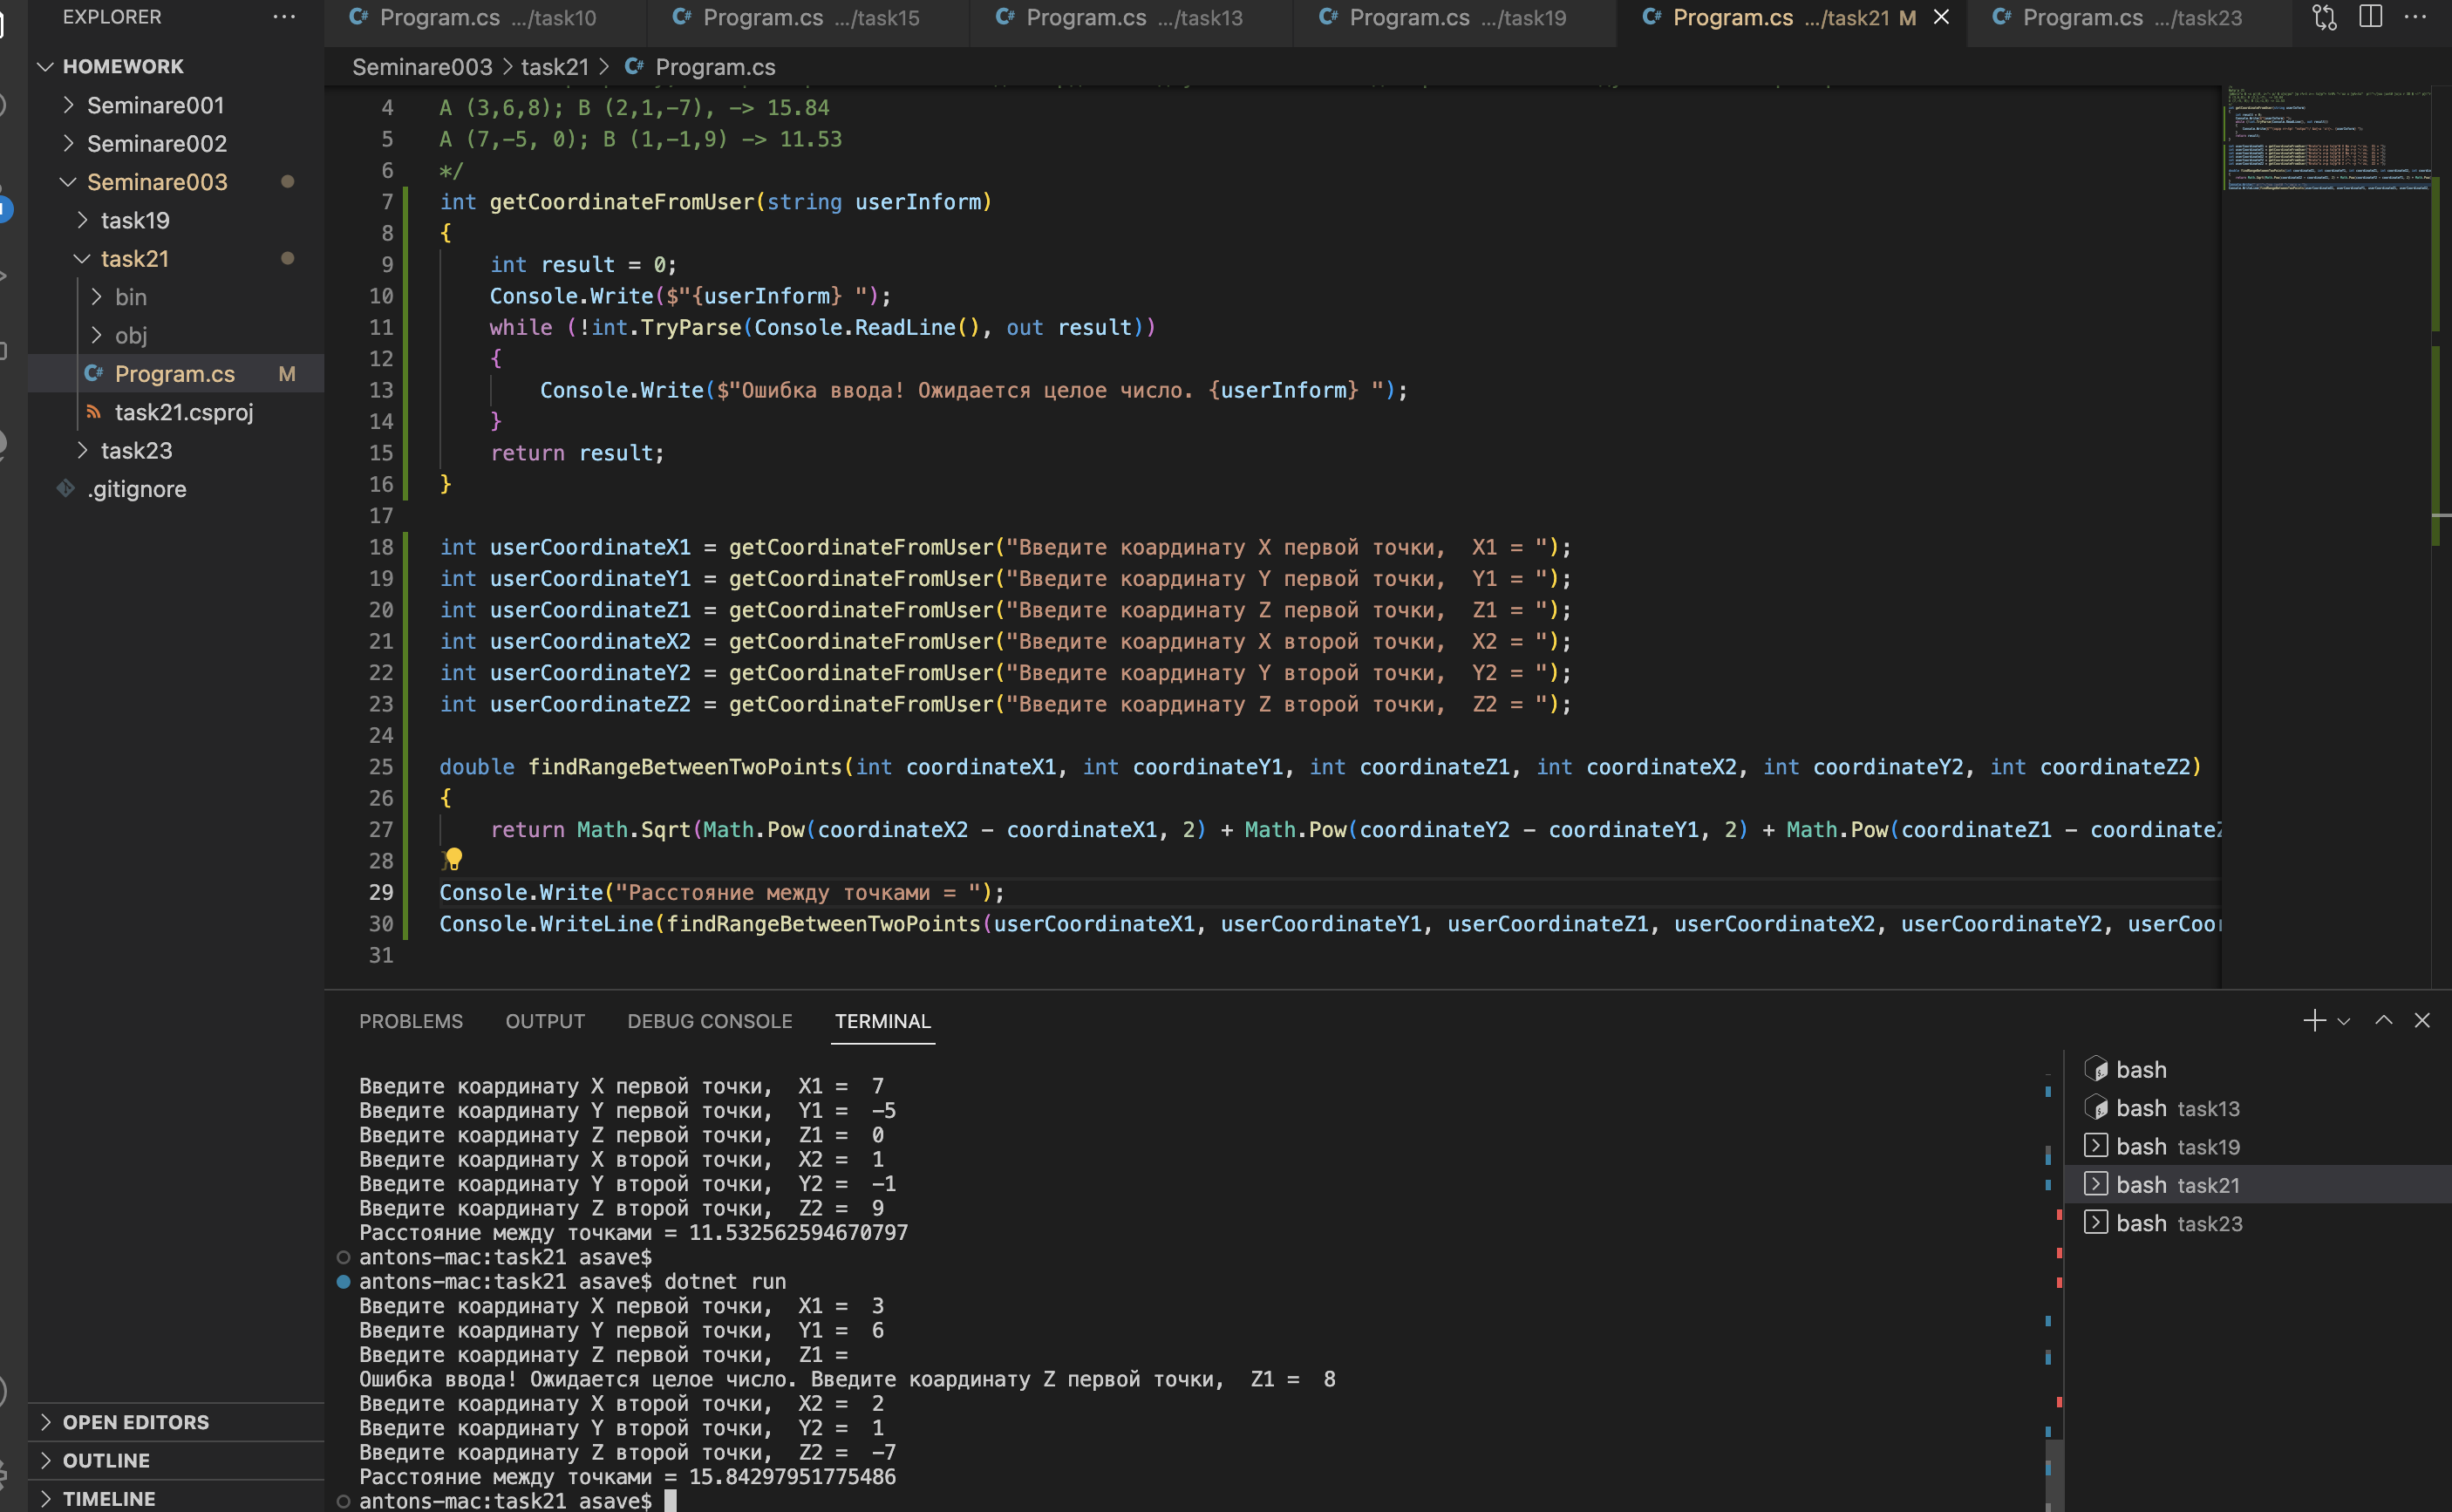 EXPLORER
Program.cs .../task10
Program.cs .../task15
Program.cs .../task13
Program.cs .../task19
Program.cs .../task21 M
Program.cs .../task23
HOMEWORK
Seminare001
Seminare002
Seminare003
task19
task21
bin
obj
Program.cs M
task21.csproj
task23
.gitignore
OPEN EDITORS
OUTLINE
TIMELINE
Seminare003 > task21 > Program.cs
4 A (3,6,8); B (2,1,-7), -> 15.84
5 A (7,-5, 0); B (1,-1,9) -> 11.53
6 */
7 int getCoordinateFromUser(string userInform)
8 {
9 int result = 0;
10 Console.Write($"{userInform} ");
11 while (!int.TryParse(Console.ReadLine(), out result))
12 {
13 Console.Write($"Ошибка ввода! Ожидается целое число. {userInform} ");
14 }
15 return result;
16 }
17
18 int userCoordinateX1 = getCoordinateFromUser("Введите коардинату X первой точки,  X1 = ");
19 int userCoordinateY1 = getCoordinateFromUser("Введите коардинату Y первой точки,  Y1 = ");
20 int userCoordinateZ1 = getCoordinateFromUser("Введите коардинату Z первой точки,  Z1 = ");
21 int userCoordinateX2 = getCoordinateFromUser("Введите коардинату X второй точки,  X2 = ");
22 int userCoordinateY2 = getCoordinateFromUser("Введите коардинату Y второй точки,  Y2 = ");
23 int userCoordinateZ2 = getCoordinateFromUser("Введите коардинату Z второй точки,  Z2 = ");
24
25 double findRangeBetweenTwoPoints(int coordinateX1, int coordinateY1, int coordinateZ1, int coordinateX2, int coordinateY2, int coordinateZ2)
26 {
27 return Math.Sqrt(Math.Pow(coordinateX2 - coordinateX1, 2) + Math.Pow(coordinateY2 - coordinateY1, 2) + Math.Pow(coordinateZ1 - coordinateZ
28 }
29 Console.Write("Расстояние между точками = ");
30 Console.WriteLine(findRangeBetweenTwoPoints(userCoordinateX1, userCoordinateY1, userCoordinateZ1, userCoordinateX2, userCoordinateY2, userCoor
31
PROBLEMS OUTPUT DEBUG CONSOLE TERMINAL
Введите коардинату X первой точки,  X1 =  7
Введите коардинату Y первой точки,  Y1 =  -5
Введите коардинату Z первой точки,  Z1 =  0
Введите коардинату X второй точки,  X2 =  1
Введите коардинату Y второй точки,  Y2 =  -1
Введите коардинату Z второй точки,  Z2 =  9
Расстояние между точками = 11.532562594670797
antons-mac:task21 asave$
antons-mac:task21 asave$ dotnet run
Введите коардинату X первой точки,  X1 =  3
Введите коардинату Y первой точки,  Y1 =  6
Введите коардинату Z первой точки,  Z1 =
Ошибка ввода! Ожидается целое число. Введите коардинату Z первой точки,  Z1 =  8
Введите коардинату X второй точки,  X2 =  2
Введите коардинату Y второй точки,  Y2 =  1
Введите коардинату Z второй точки,  Z2 =  -7
Расстояние между точками = 15.84297951775486
antons-mac:task21 asave$
bash
bash task13
bash task19
bash task21
bash task23